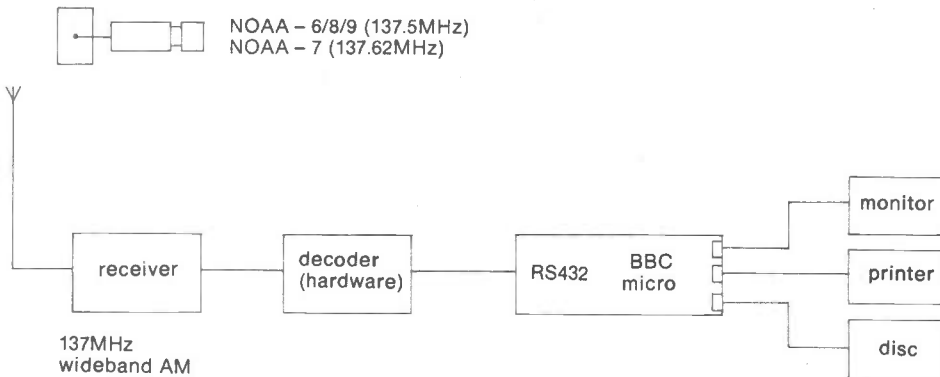 NOAA – 6/8/9 (137.5MHz)
NOAA – 7 (137.62MHz)
receiver
137MHz
wideband AM
decoder
(hardware)
RS432
BBC
micro
monitor
printer
disc